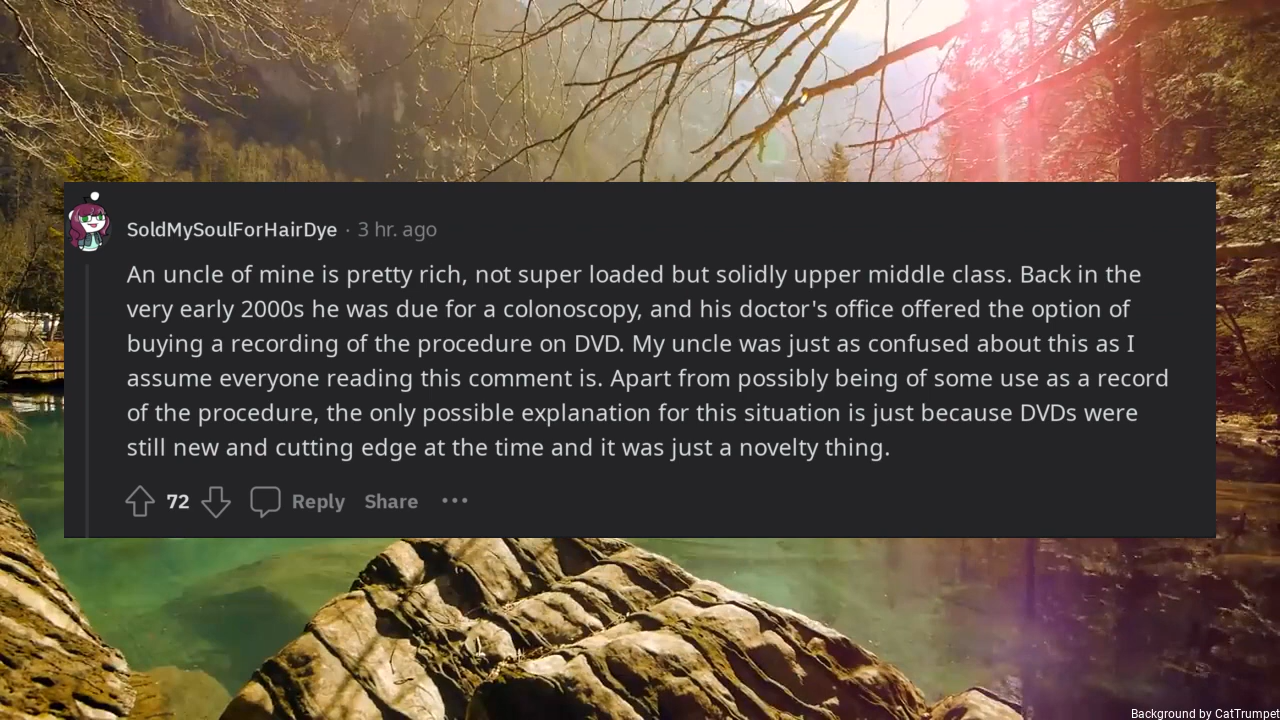 SoldMySoulForHairDye · 3 hr. ago
An uncle of mine is pretty rich, not super loaded but solidly upper middle class. Back in the
very early 2000s he was due for a colonoscopy, and his doctor's office offered the option of
buying a recording of the procedure on DVD. My uncle was just as confused about this as I
assume everyone reading this comment is. Apart from possibly being of some use as a record
of the procedure, the only possible explanation for this situation is just because DVDs were
still new and cutting edge at the time and it was just a novelty thing.
72 Reply Share ···
Background by CatTrumpet